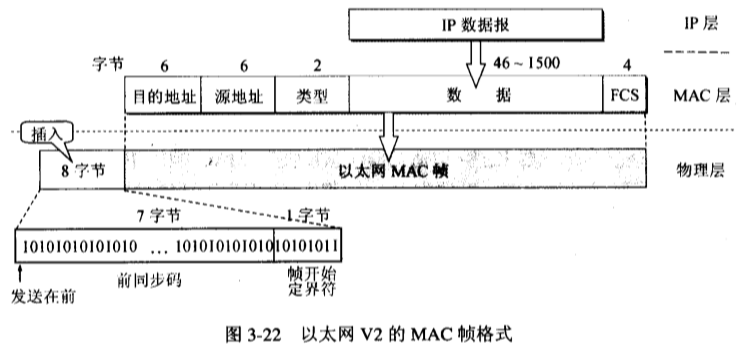 IP 数据报
IP 层
字节 6 6 2 46~1500 4
目的地址 源地址 类型 数 据 FCS MAC 层
插入
8 字节 以太网 MAC 帧 物理层
7 字节 1 字节
10101010101010 … 10101010101010101011
前同步码 帧开始
定界符
发送在前
图 3-22 以太网 V2 的 MAC 帧格式